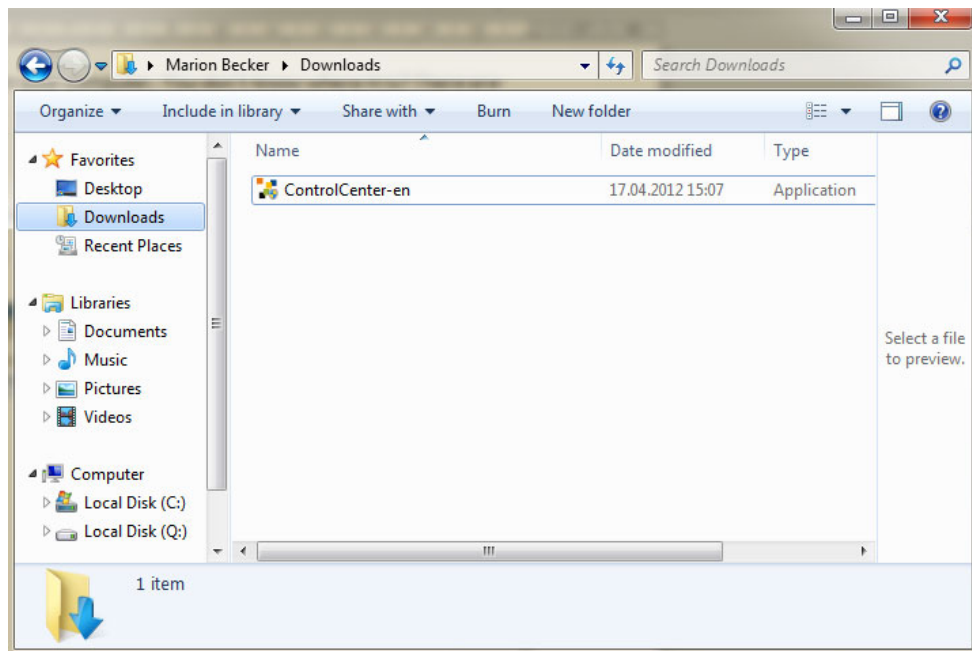 Marion Becker Downloads
Search Downloads
Organize Include in library Share with Burn New folder
Favorites
Desktop
Downloads
Recent Places
Libraries
Documents
Music
Pictures
Videos
Computer
Local Disk (C:)
Local Disk (Q:)
Name Date modified Type
ControlCenter-en 17.04.2012 15:07 Application
Select a file
to preview.
1 item